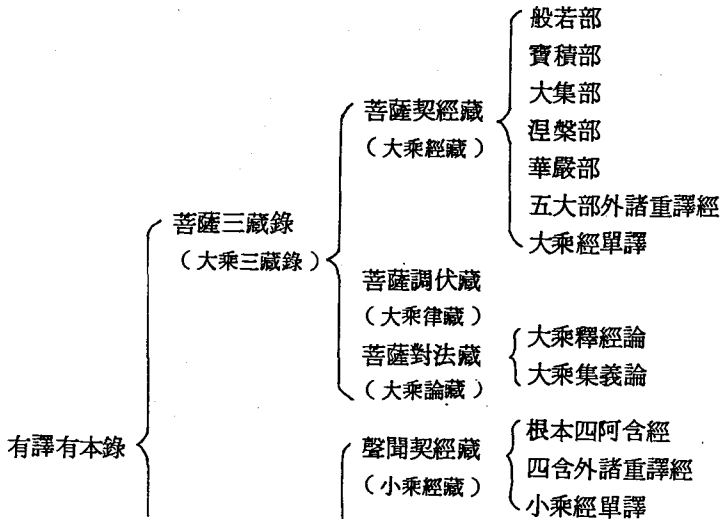 有譯有本錄
菩薩三藏錄
（大乘三藏錄）
菩薩契經藏
（大乘經藏）
般若部
寶積部
大集部
涅槃部
華嚴部
五大部外諸重譯經
大乘經單譯
菩薩調伏藏
（大乘律藏）
菩薩對法藏
（大乘論藏）
大乘釋經論
大乘集義論
聲聞契經藏
（小乘經藏）
根本四阿含經
四含外諸重譯經
小乘經單譯